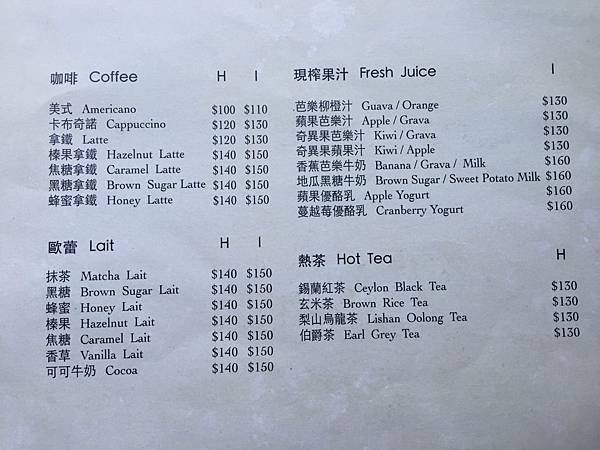 咖啡 Coffee H I
美式 Americano $100 $110
卡布奇諾 Cappuccino $120 $130
拿鐵 Latte $120 $130
榛果拿鐵 Hazelnut Latte $140 $150
焦糖拿鐵 Caramel Latte $140 $150
黑糖拿鐵 Brown Sugar Latte $140 $150
蜂蜜拿鐵 Honey Latte $140 $150
歐蕾 Lait H I
抹茶 Matcha Lait $140 $150
黑糖 Brown Sugar Lait $140 $150
蜂蜜 Honey Lait $140 $150
榛果 Hazelnut Lait $140 $150
焦糖 Caramel Lait $140 $150
香草 Vanilla Lait $140 $150
可可牛奶 Cocoa $140 $150
現榨果汁 Fresh Juice I
芭樂柳橙汁 Guava / Orange $130
蘋果芭樂汁 Apple / Grava $130
奇異果芭樂汁 Kiwi / Grava $130
奇異果蘋果汁 Kiwi / Apple $130
香蕉芭樂牛奶 Banana / Grava / Milk $160
地瓜黑糖牛奶 Brown Sugar / Sweet Potato Milk $160
蘋果優酪乳 Apple Yogurt $160
蔓越莓優酪乳 Cranberry Yogurt $160
熱茶 Hot Tea H
錫蘭紅茶 Ceylon Black Tea $130
玄米茶 Brown Rice Tea $130
梨山烏龍茶 Lishan Oolong Tea $130
伯爵茶 Earl Grey Tea $130